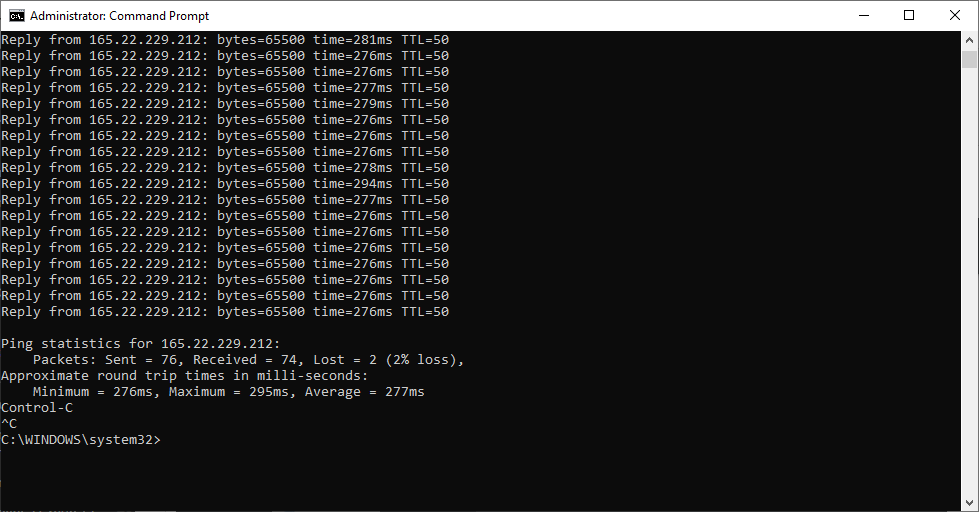 Administrator: Command Prompt
Reply from 165.22.229.212: bytes=65500 time=281ms TTL=50
Reply from 165.22.229.212: bytes=65500 time=276ms TTL=50
Reply from 165.22.229.212: bytes=65500 time=276ms TTL=50
Reply from 165.22.229.212: bytes=65500 time=277ms TTL=50
Reply from 165.22.229.212: bytes=65500 time=279ms TTL=50
Reply from 165.22.229.212: bytes=65500 time=276ms TTL=50
Reply from 165.22.229.212: bytes=65500 time=276ms TTL=50
Reply from 165.22.229.212: bytes=65500 time=276ms TTL=50
Reply from 165.22.229.212: bytes=65500 time=278ms TTL=50
Reply from 165.22.229.212: bytes=65500 time=294ms TTL=50
Reply from 165.22.229.212: bytes=65500 time=277ms TTL=50
Reply from 165.22.229.212: bytes=65500 time=276ms TTL=50
Reply from 165.22.229.212: bytes=65500 time=276ms TTL=50
Reply from 165.22.229.212: bytes=65500 time=276ms TTL=50
Reply from 165.22.229.212: bytes=65500 time=276ms TTL=50
Reply from 165.22.229.212: bytes=65500 time=276ms TTL=50
Reply from 165.22.229.212: bytes=65500 time=276ms TTL=50
Reply from 165.22.229.212: bytes=65500 time=276ms TTL=50
Ping statistics for 165.22.229.212:
Packets: Sent = 76, Received = 74, Lost = 2 (2% loss),
Approximate round trip times in milli-seconds:
Minimum = 276ms, Maximum = 295ms, Average = 277ms
Control-C
^C
C:\WINDOWS\system32>